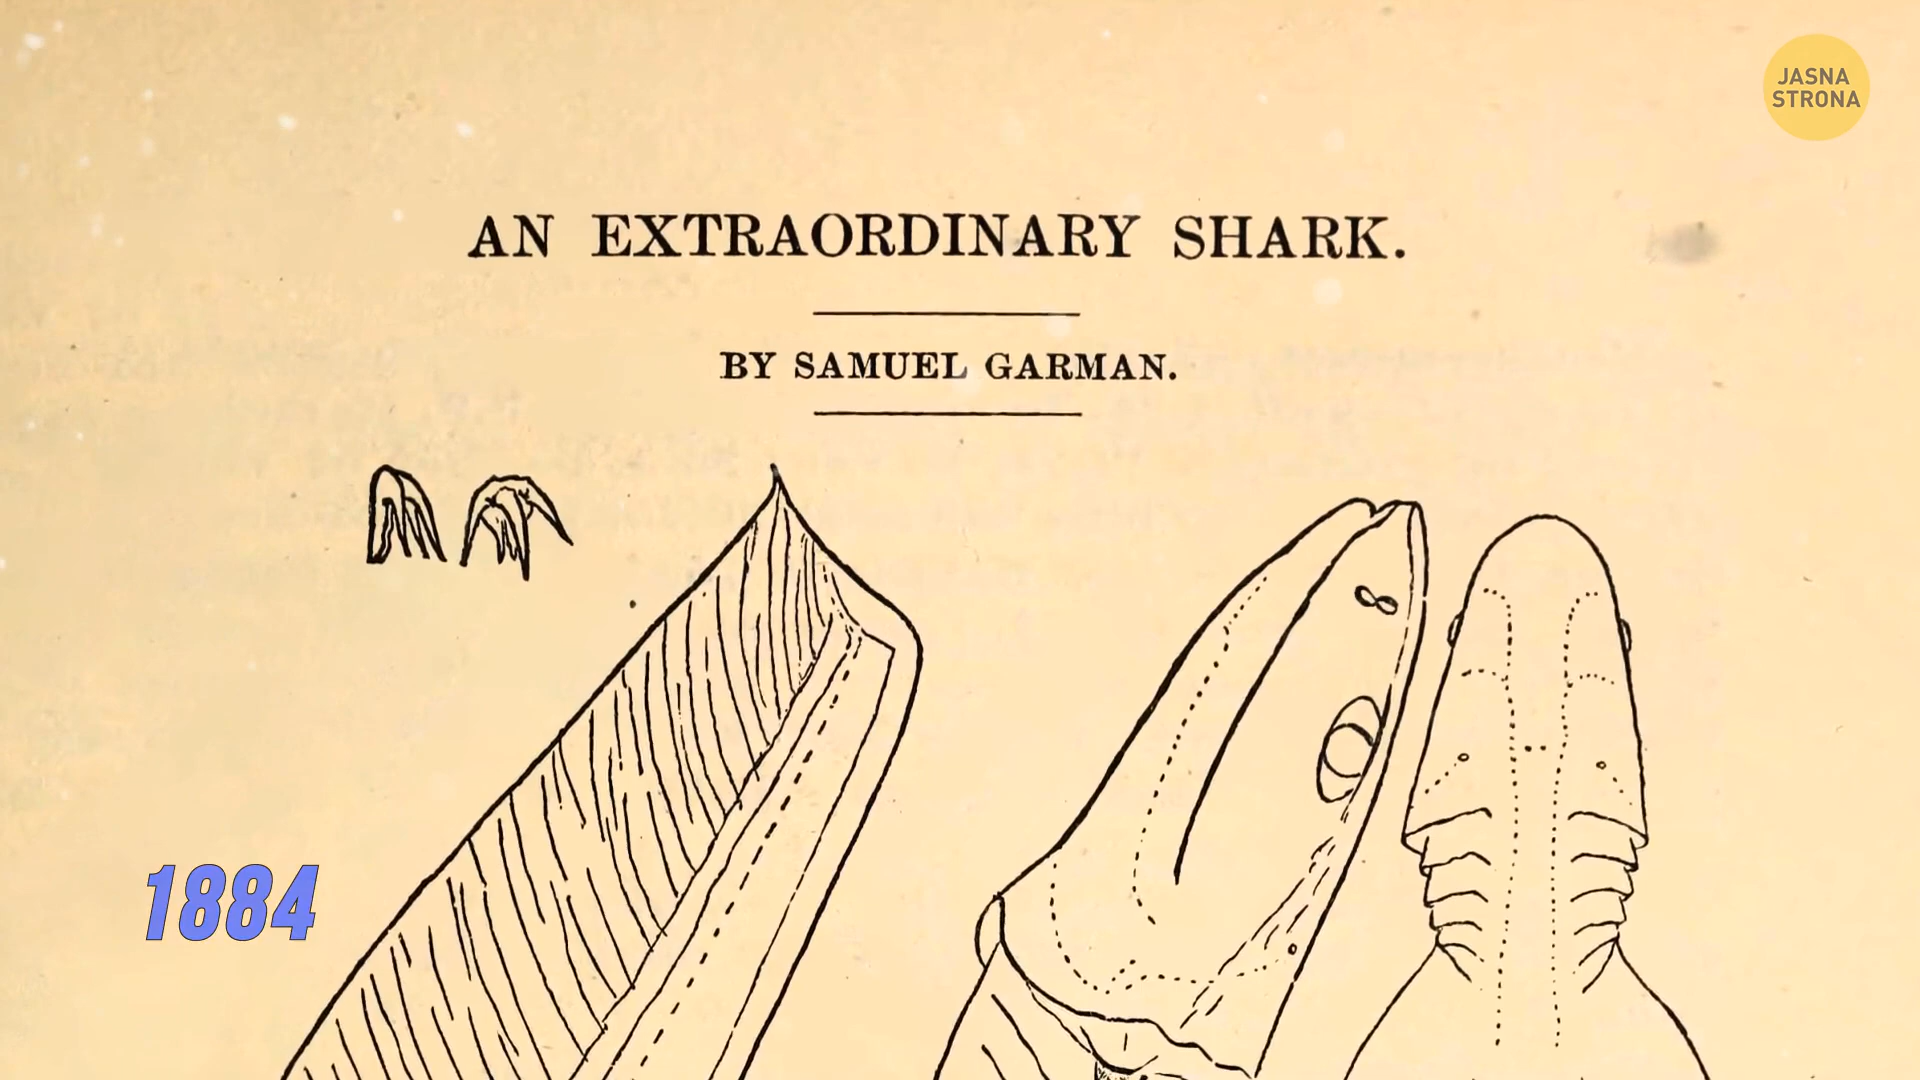 JASNA
STRONA
AN EXTRAORDINARY SHARK.
BY SAMUEL GARMAN.
1884